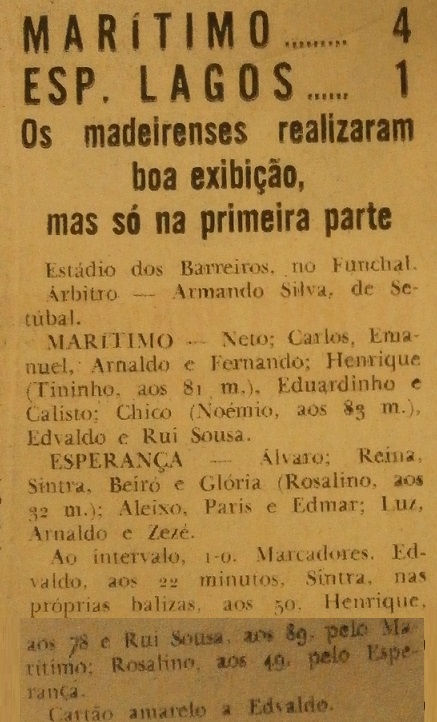 MARÍTIMO ......... 4
ESP. LAGOS ...... 1
Os madeirenses realizaram
boa exibição,
mas só na primeira parte
Estádio dos Barreiros, no Funchal.
Árbitro — Armando Silva, de Se-
túbal.
MARÍTIMO — Neto; Carlos, Ema-
nuel, Arnaldo e Fernando; Henrique
(Tininho, aos 81 m.), Eduardinho e
Calisto; Chico (Noémio, aos 83 m.),
Edvaldo e Rui Sousa.
ESPERANÇA — Álvaro; Reina,
Sintra, Beiró e Glória (Rosalino, aos
32 m.); Aleixo, Paris e Edmar; Luz,
Arnaldo e Zezé.
Ao intervalo, 1-0. Marcadores, Ed-
valdo, aos 22 minutos, Sintra, nas
próprias balizas, aos 50, Henrique,
aos 78 e Rui Sousa, aos 89, pelo Ma-
rítimo; Rosalino, aos 49, pelo Espe-
rança.
Cartão amarelo a Edvaldo.